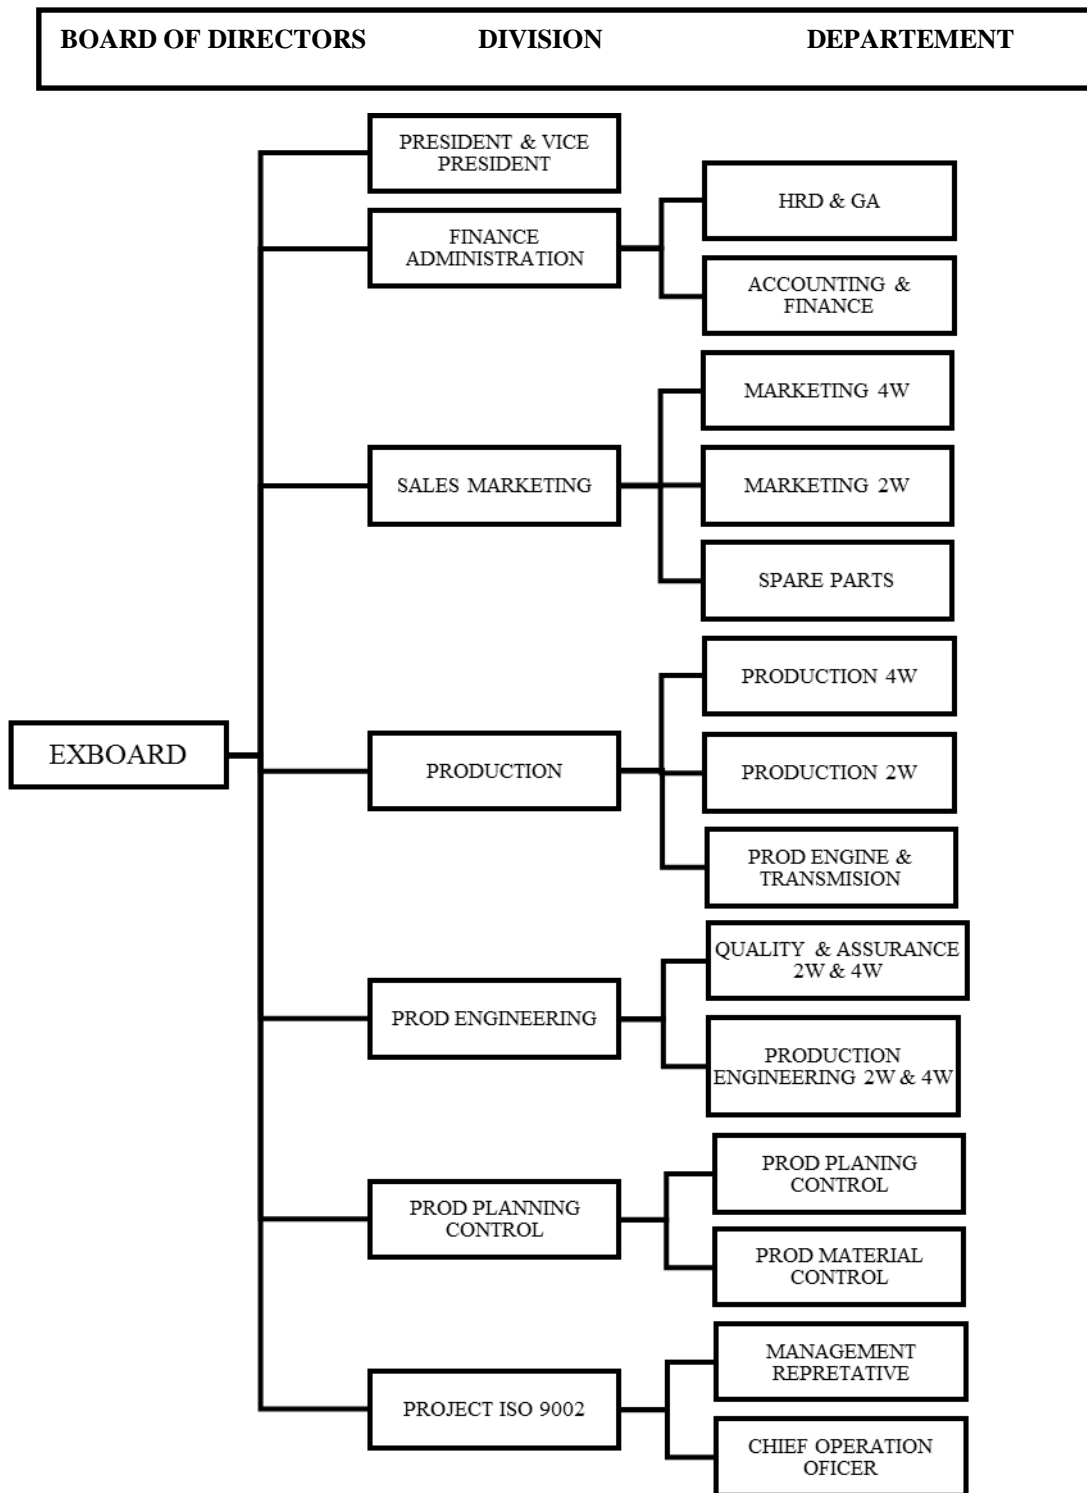 BOARD OF DIRECTORS DIVISION DEPARTEMENT
PRESIDENT & VICE
PRESIDENT
HRD & GA
FINANCE
ADMINISTRATION
ACCOUNTING &
FINANCE
MARKETING 4W
SALES MARKETING
MARKETING 2W
SPARE PARTS
PRODUCTION 4W
EXBOARD
PRODUCTION
PRODUCTION 2W
PROD ENGINE &
TRANSMISION
QUALITY & ASSURANCE
2W & 4W
PROD ENGINEERING
PRODUCTION
ENGINEERING 2W & 4W
PROD PLANING
CONTROL
PROD PLANNING
CONTROL
PROD MATERIAL
CONTROL
MANAGEMENT
REPRETATIVE
PROJECT ISO 9002
CHIEF OPERATION
OFICER